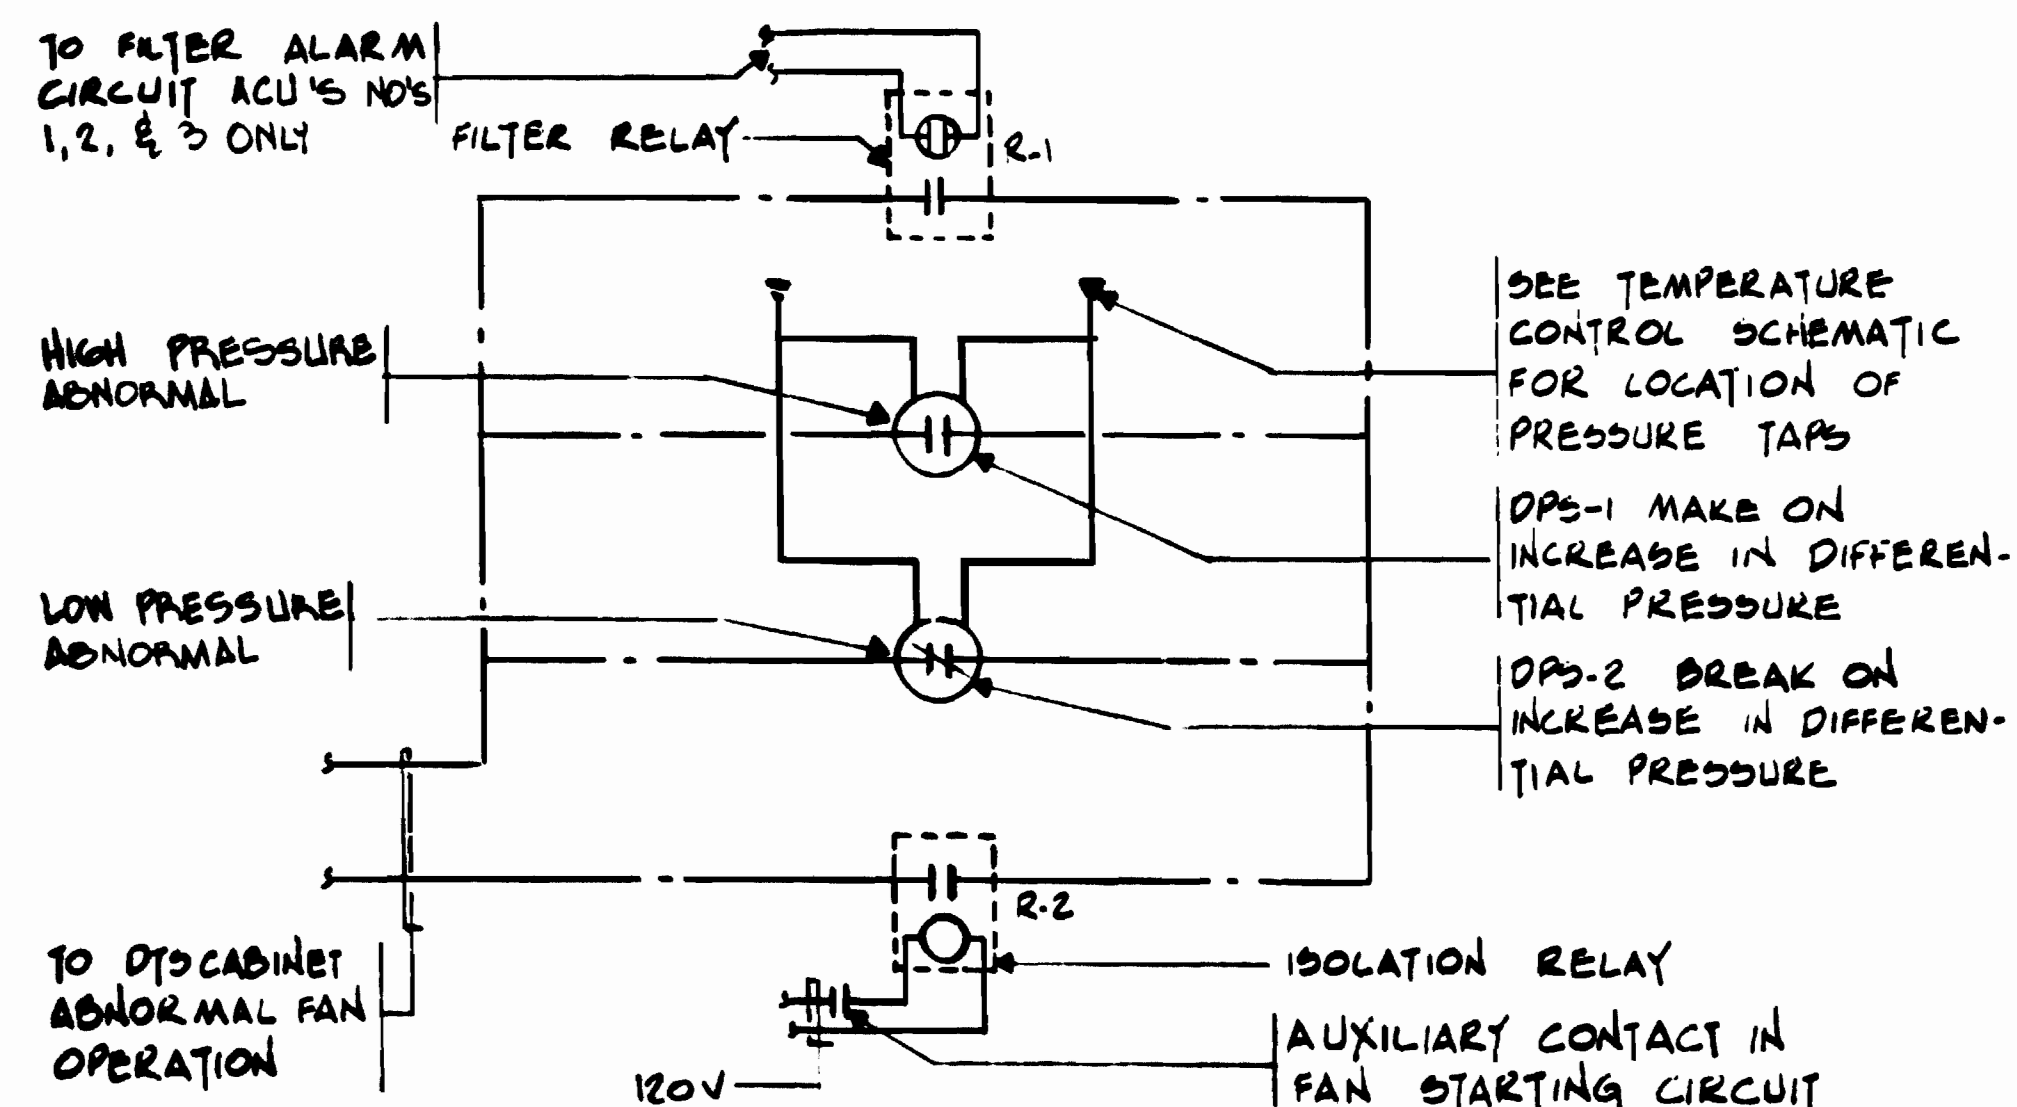 TO FILTER ALARM
CIRCUIT ACU'S NO'S
1, 2, & 3 ONLY
FILTER RELAY
R-1
HIGH PRESSURE
ABNORMAL
SEE TEMPERATURE
CONTROL SCHEMATIC
FOR LOCATION OF
PRESSURE TAPS
DPS-1 MAKE ON
INCREASE IN DIFFEREN-
TIAL PRESSURE
LOW PRESSURE
ABNORMAL
DPS-2 BREAK ON
INCREASE IN DIFFEREN-
TIAL PRESSURE
R-2
TO DTS CABINET
ABNORMAL FAN
OPERATION
ISOLATION RELAY
AUXILIARY CONTACT IN
FAN STARTING CIRCUIT
120V